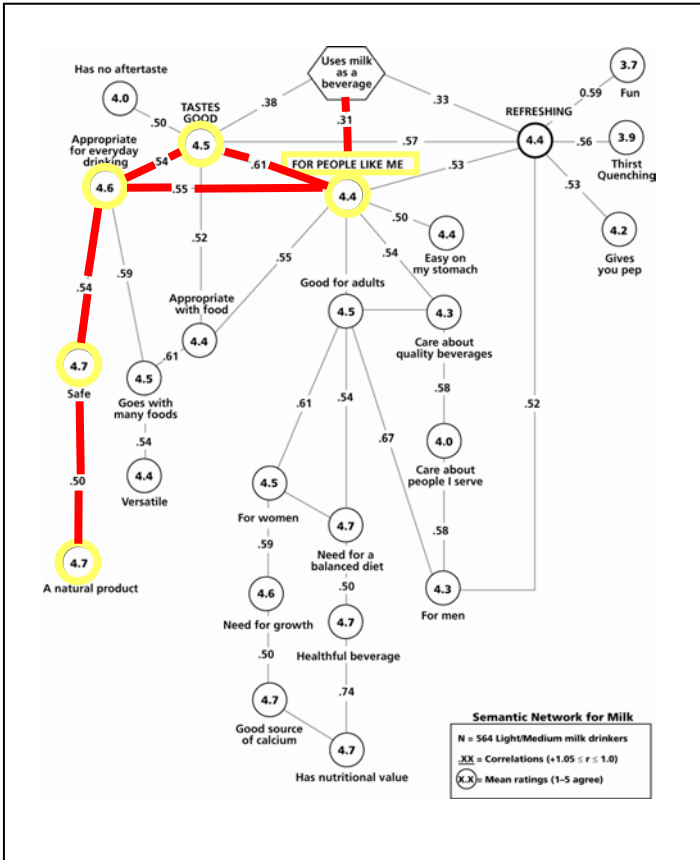 Uses milk
as a
beverage
Has no aftaste
4.0
.50
TASTES
GOOD
4.5
.38
.31
.33
REFRESHING
4.4
0.59
3.7
Fun
.56
3.9
Thirst
Quenching
.53
4.2
Gives
you pep
Appropriate
for everyday
drinking
4.6
.54
.61
.57
FOR PEOPLE LIKE ME
4.4
.53
.55
.50
4.4
Easy on
my stomach
.52
.55
.54
.59
.54
Appropriate
with food
4.4
Good for adults
4.5
4.3
Care about
quality beverages
4.7
Safe
.61
4.5
Goes with
many foods
.54
4.4
Versatile
.58
4.0
Care about
people I serve
.61
.54
.67
.52
.50
4.7
A natural product
4.5
For women
4.7
Need for a
balanced diet
.58
4.3
For men
.59
4.6
Need for growth
.50
4.7
Healthful beverage
.50
4.7
Good source
of calcium
.74
4.7
Has nutritional value
Semantic Network for Milk
N = 564 Light/Medium milk drinkers
.XX = Correlations (+1.05 ≤ r ≤ 1.0)
X.X = Mean ratings (1–5 agree)